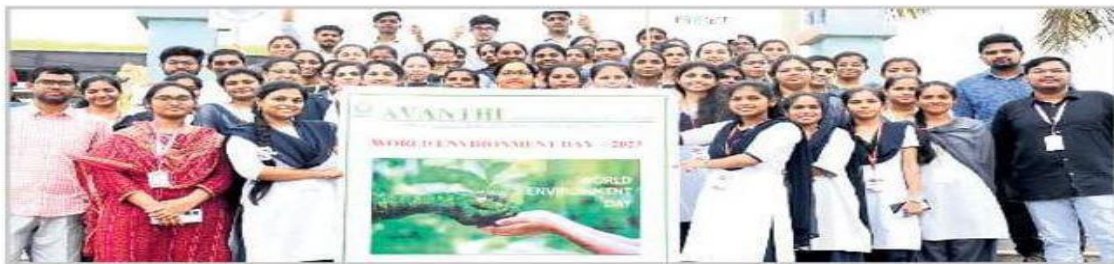 AVANTHI
WORLD ENVIRONMENT DAY - 2023
WORLD
ENVIRONMENT
DAY